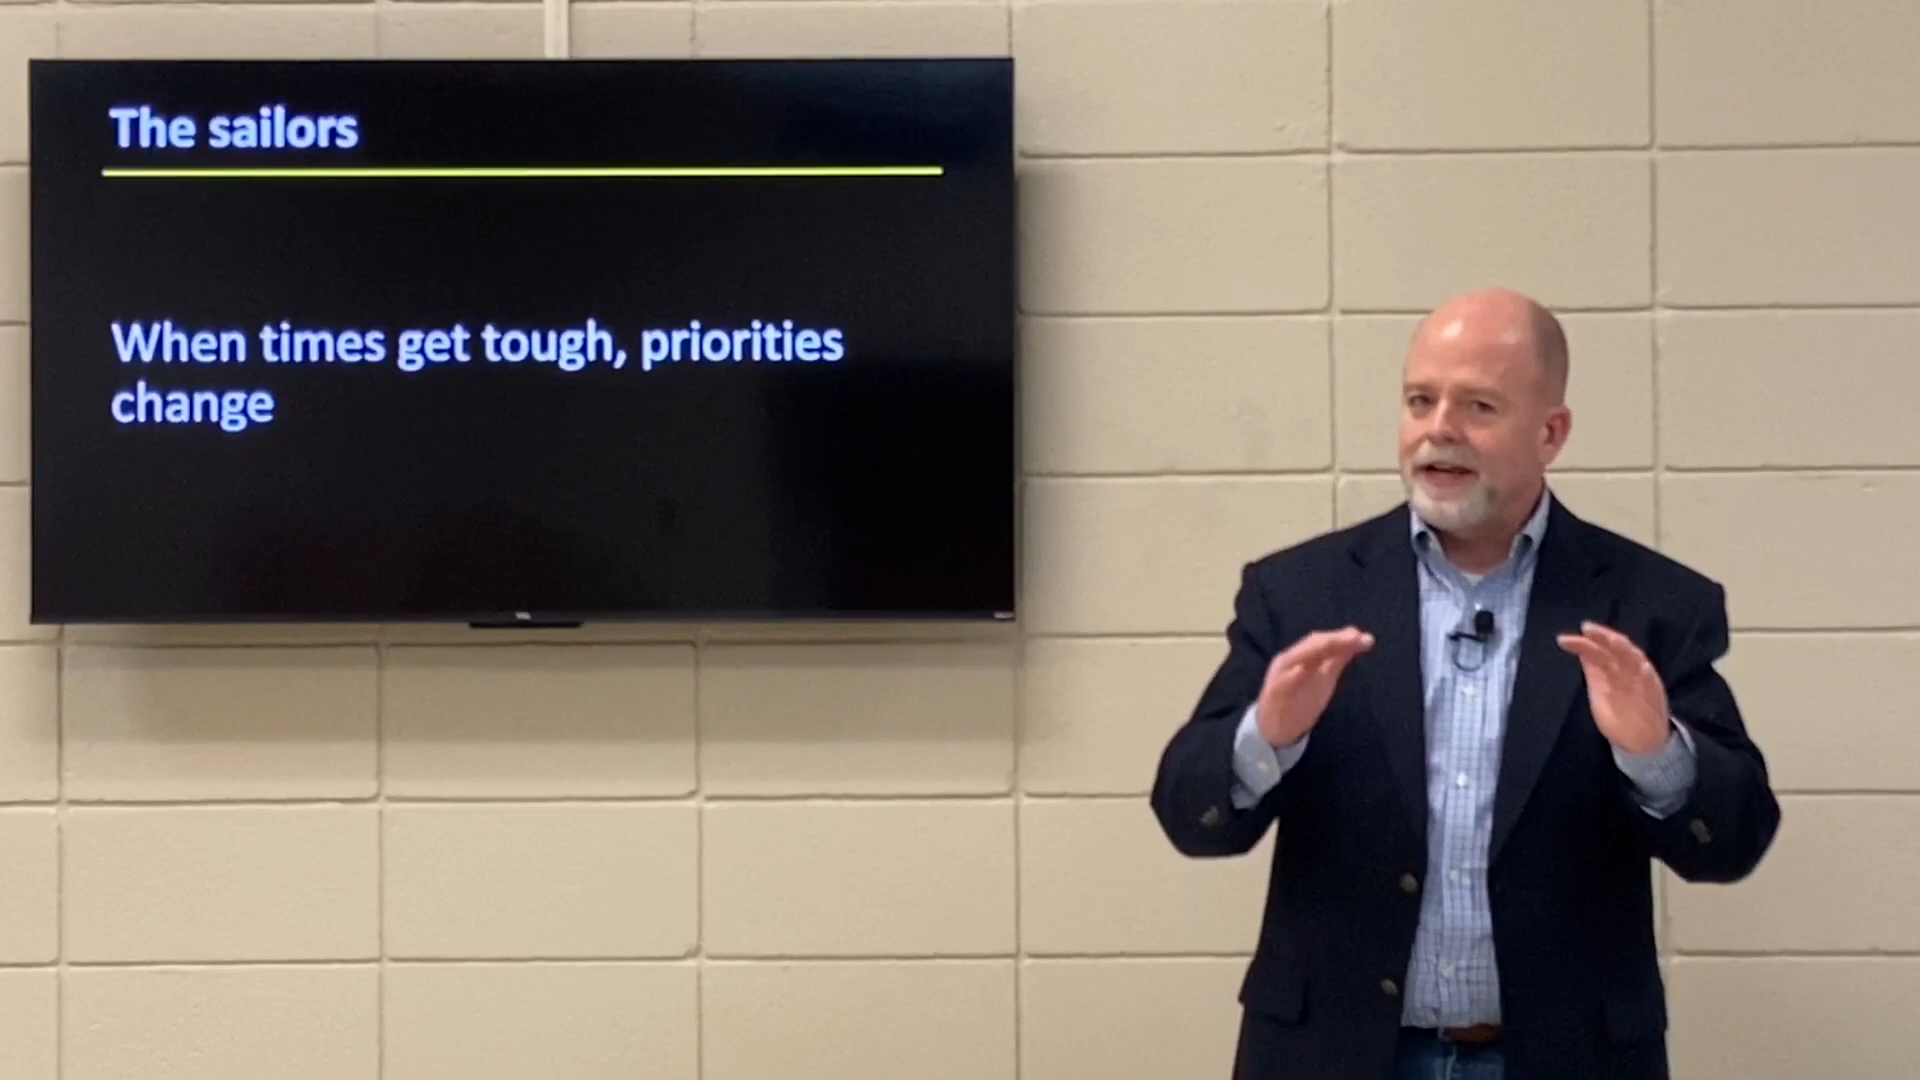 The sailors
When times get tough, priorities
change